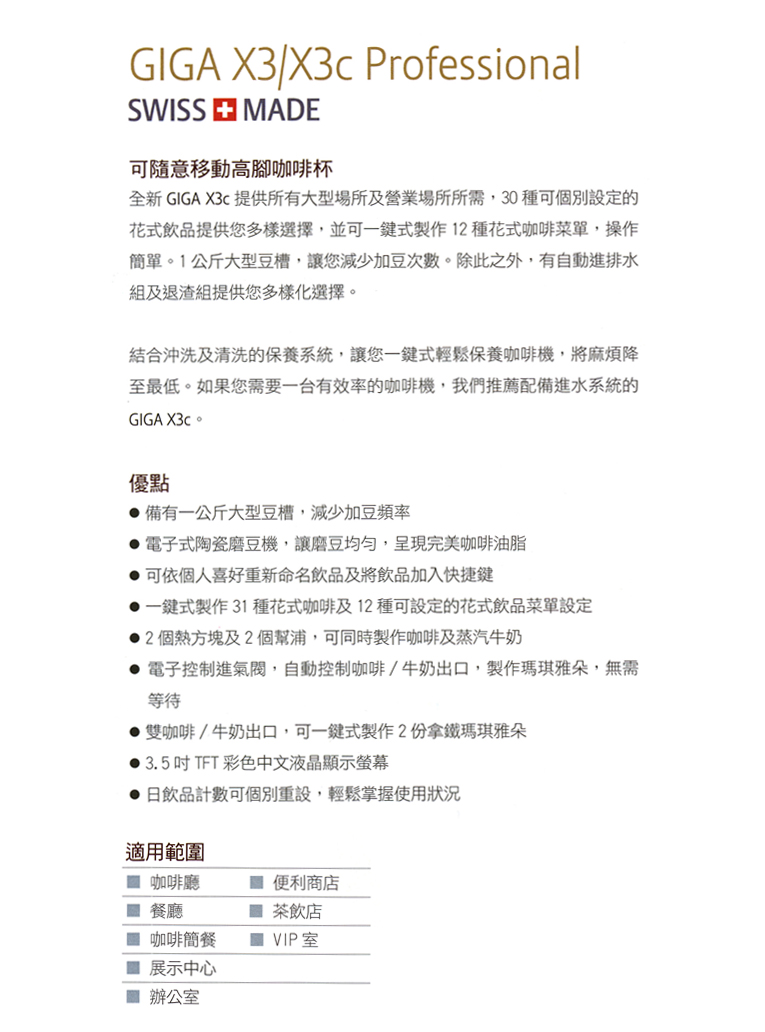 GIGA X3/X3c Professional
SWISS MADE
可隨意移動高腳咖啡杯
全新 GIGA X3c 提供所有大型場所及營業場所所需，30 種可個別設定的
花式飲品提供您多樣選擇，並可一鍵式製作 12 種花式咖啡菜單，操作
簡單。1 公斤大型豆槽，讓您減少加豆次數。除此之外，有自動進排水
組及退渣組提供您多樣化選擇。
結合沖洗及清洗的保養系統，讓您一鍵式輕鬆保養咖啡機，將麻煩降
至最低。如果您需要一台有效率的咖啡機，我們推薦配備進水系統的
GIGA X3c。
優點
● 備有一公斤大型豆槽，減少加豆頻率
● 電子式陶瓷磨豆機，讓磨豆均勻，呈現完美咖啡油脂
● 可依個人喜好重新命名飲品及將飲品加入快捷鍵
● 一鍵式製作 31 種花式咖啡及 12 種可設定的花式飲品菜單設定
● 2 個熱方塊及 2 個幫浦，可同時製作咖啡及蒸汽牛奶
● 電子控制進氣閥，自動控制咖啡 / 牛奶出口，製作瑪琪雅朵，無需
等待
● 雙咖啡 / 牛奶出口，可一鍵式製作 2 份拿鐵瑪琪雅朵
● 3.5 吋 TFT 彩色中文液晶顯示螢幕
● 日飲品計數可個別重設，輕鬆掌握使用狀況
適用範圍
■ 咖啡廳 ■ 便利商店
■ 餐廳 ■ 茶飲店
■ 咖啡簡餐 ■ VIP 室
■ 展示中心
■ 辦公室